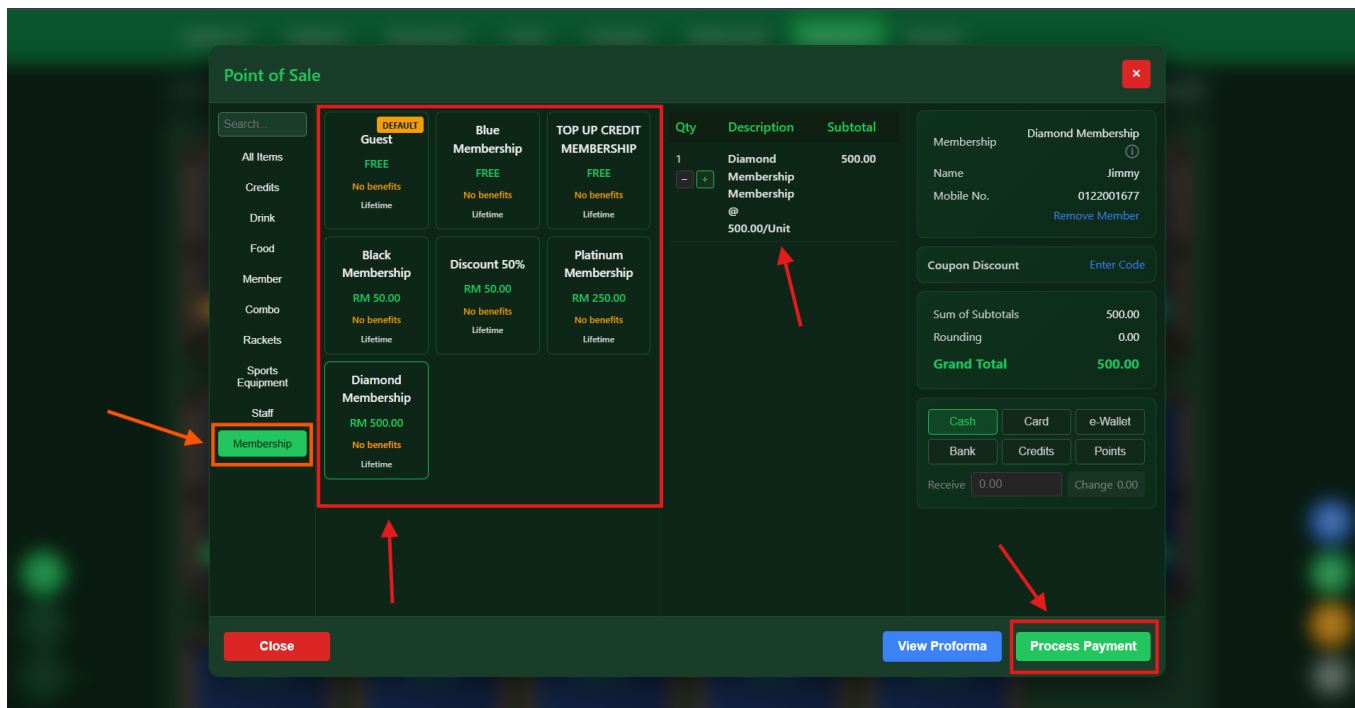 Point of Sale
×
Search...
All Items
Credits
Drink
Food
Member
Combo
Rackets
Sports
Equipment
Staff
Membership
DEFAULT
Guest
FREE
No benefits
Lifetime
Blue
Membership
FREE
No benefits
Lifetime
TOP UP CREDIT
MEMBERSHIP
FREE
No benefits
Lifetime
Black
Membership
RM 50.00
No benefits
Lifetime
Discount 50%
RM 50.00
No benefits
Lifetime
Platinum
Membership
RM 250.00
No benefits
Lifetime
Diamond
Membership
RM 500.00
No benefits
Lifetime
Qty Description Subtotal
1 Diamond 500.00
- + Membership
Membership
@
500.00/Unit
Membership Diamond Membership
Name Jimmy
Mobile No. 0122001677
Remove Member
Coupon Discount Enter Code
Sum of Subtotals 500.00
Rounding 0.00
Grand Total 500.00
Cash Card e-Wallet
Bank Credits Points
Receive 0.00 Change 0.00
Close
View Proforma
Process Payment